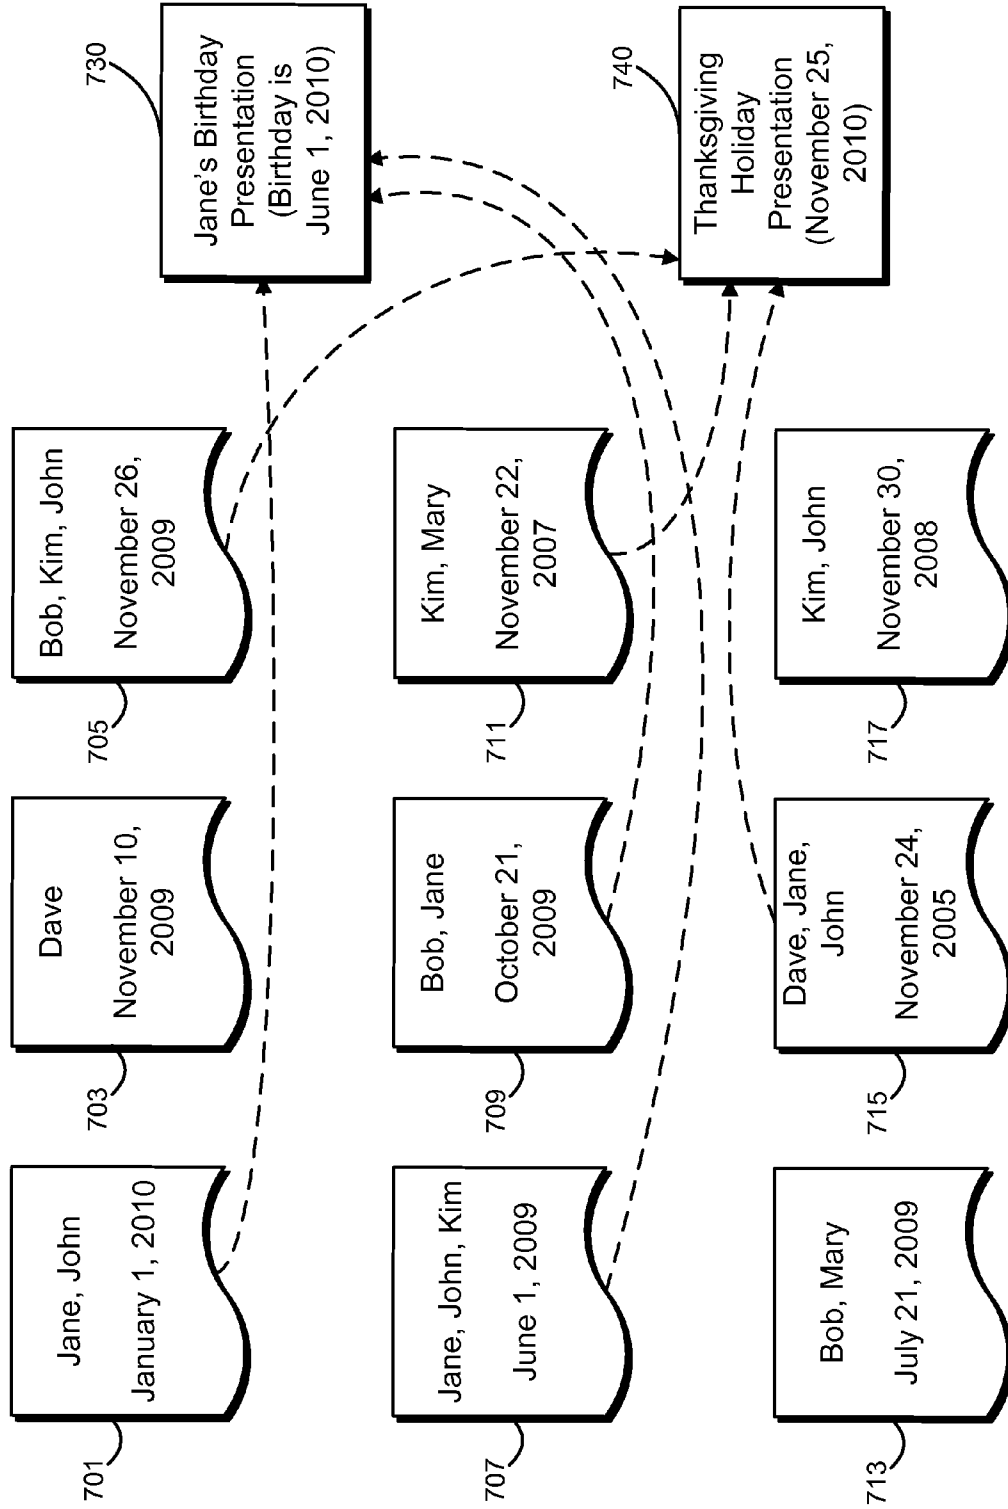 701
Jane, John
January 1, 2010
703
Dave
November 10,
2009
705
Bob, Kim, John
November 26,
2009
730
Jane's Birthday
Presentation
(Birthday is
June 1, 2010)
707
Jane, John, Kim
June 1, 2009
709
Bob, Jane
October 21,
2009
711
Kim, Mary
November 22,
2007
740
Thanksgiving
Holiday
Presentation
(November 25,
2010)
713
Bob, Mary
July 21, 2009
715
Dave, Jane,
John
November 24,
2005
717
Kim, John
November 30,
2008